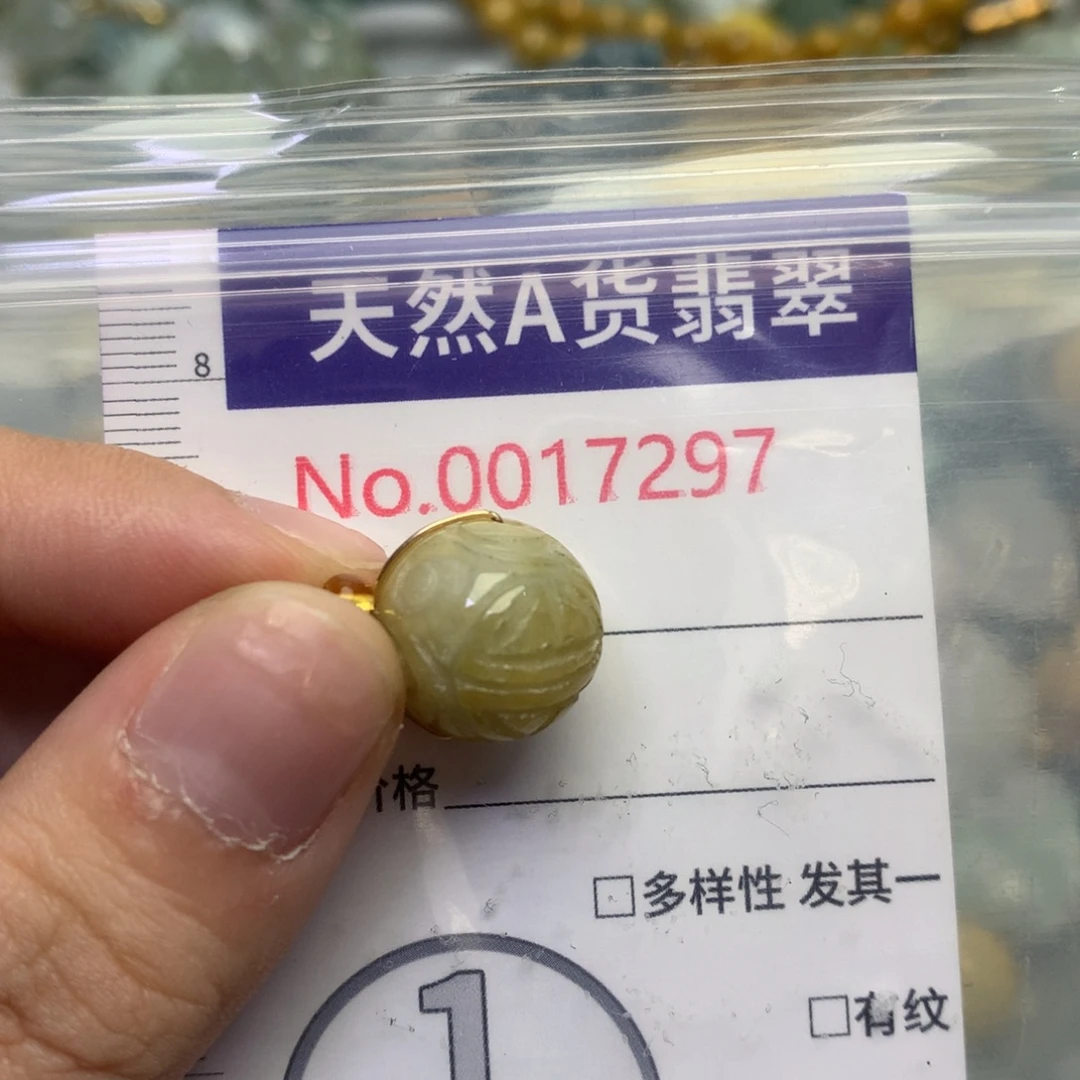 天然A货翡翠
8
No.0017297
价格
□多样性 发其一
□有纹
1